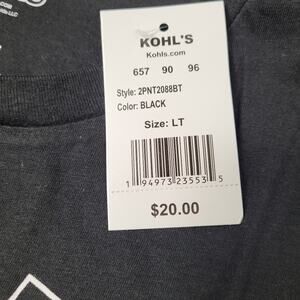 KOHL'S
Kohls.com
657 90 96
Style: 2PNT2088BT
Color: BLACK
Size: LT
1 94973 23553 5
$20.00